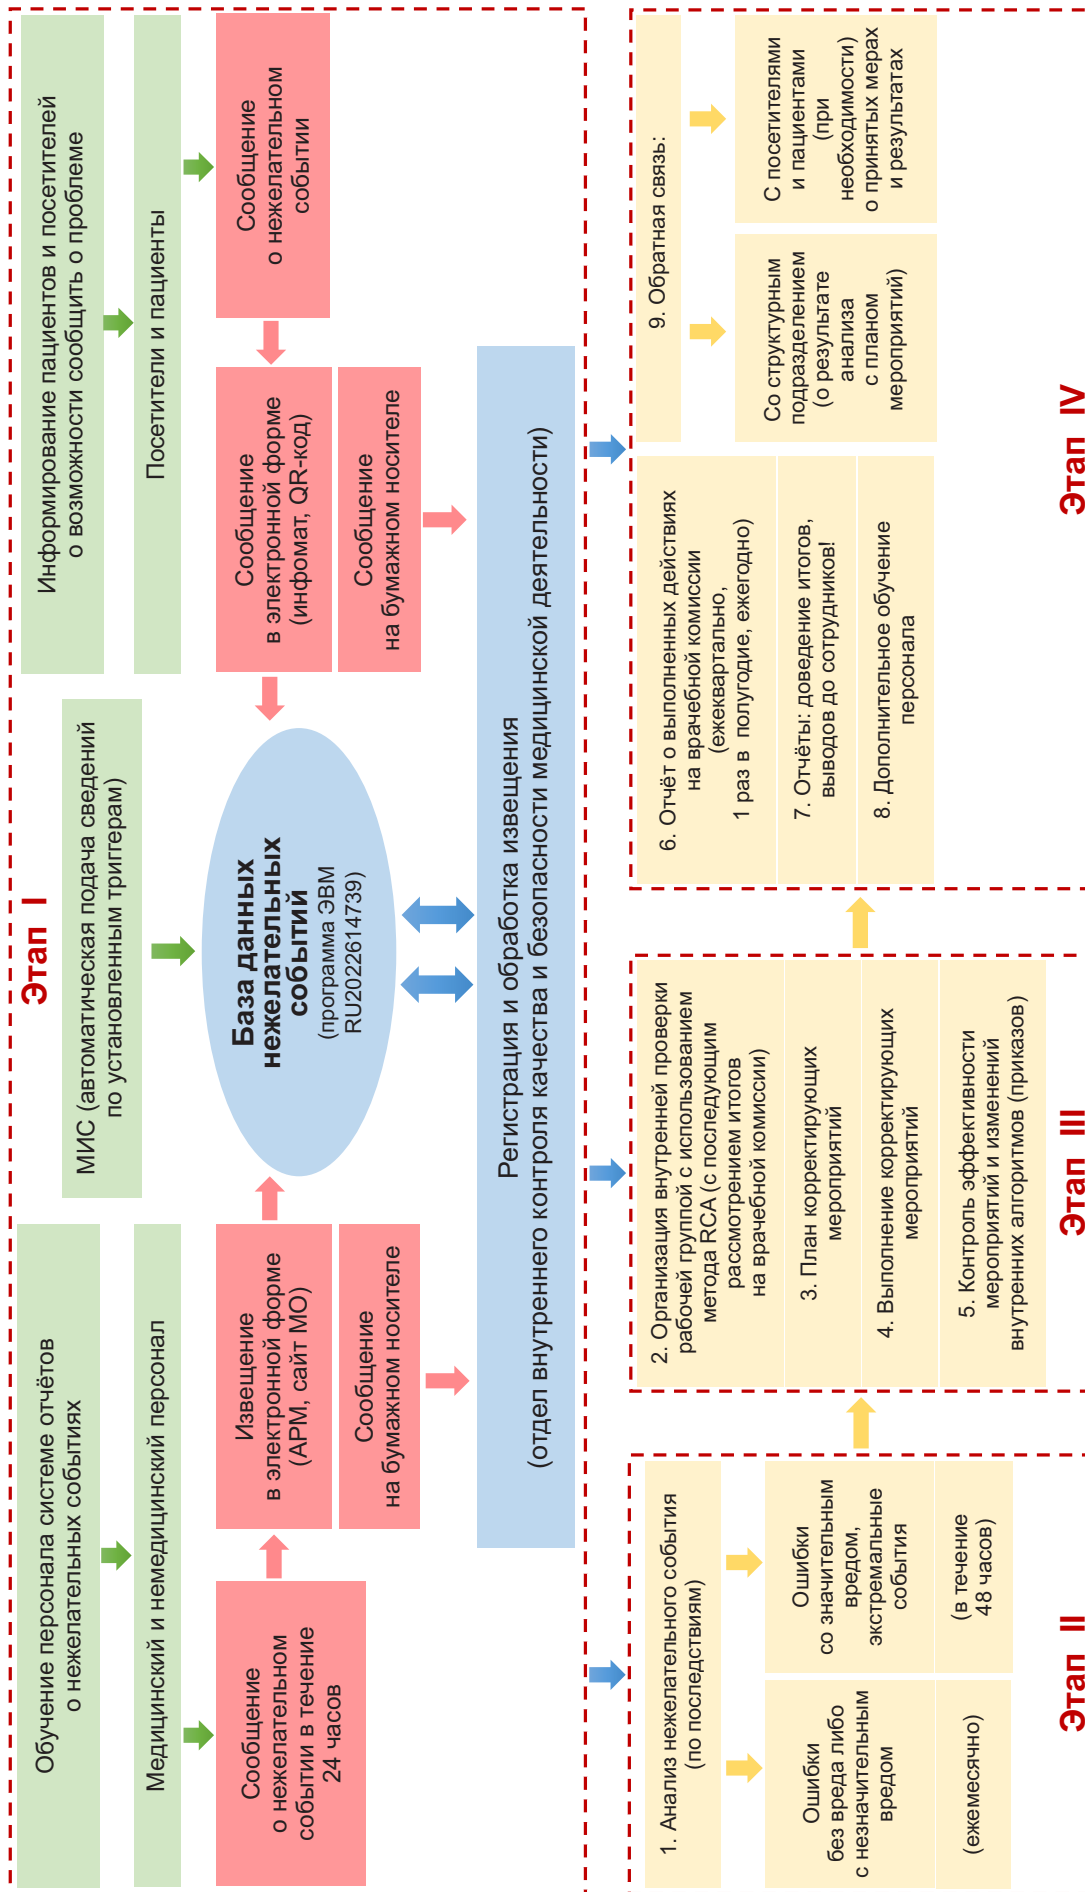 Этап I
Обучение персонала системе отчётов
о нежелательных событиях
Медицинский и немедицинский персонал
Сообщение
о нежелательном
событии в течение
24 часов
Извещение
в электронной форме
(АРМ, сайт МО)
Сообщение
на бумажном носителе
МИС (автоматическая подача сведений
по установленным триггерам)
База данных
нежелательных
событий
(программа ЭВМ
RU2022614739)
Информирование пациентов и посетителей
о возможности сообщить о проблеме
Посетители и пациенты
Сообщение
в электронной форме
(инфомат, QR-код)
Сообщение
на бумажном носителе
Сообщение
о нежелательном
событии
Регистрация и обработка извещения
(отдел внутреннего контроля качества и безопасности медицинской деятельности)
1. Анализ нежелательного события
(по последствиям)
Ошибки
без вреда либо
с незначительным
вредом
(ежемесячно)
Ошибки
со значительным
вредом,
экстремальные
события
(в течение
48 часов)
Этап II
2. Организация внутренней проверки
рабочей группой с использованием
метода RCA (с последующим
рассмотрением итогов
на врачебной комиссии)
3. План корректирующих
мероприятий
4. Выполнение корректирующих
мероприятий
5. Контроль эффективности
мероприятий и изменений
внутренних алгоритмов (приказов)
Этап III
6. Отчёт о выполненных действиях
на врачебной комиссии
(ежеквартально,
1 раз в полугодие, ежегодно)
7. Отчёты: доведение итогов,
выводов до сотрудников!
8. Дополнительное обучение
персонала
9. Обратная связь:
Со структурным
подразделением
(о результате
анализа
с планом
мероприятий)
С посетителями
и пациентами
(при
необходимости)
о принятых мерах
и результатах
Этап IV